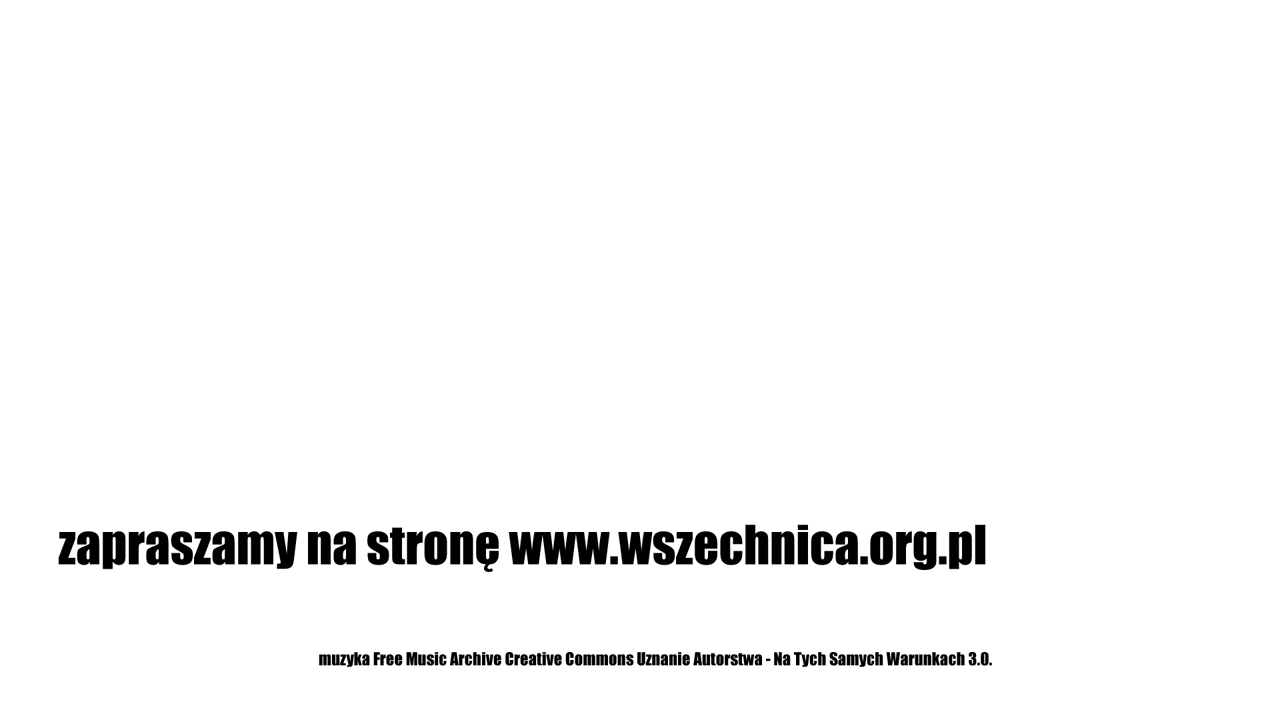 zapraszamy na stronę www.wszechnica.org.pl
muzyka Free Music Archive Creative Commons Uznanie Autorstwa - Na Tych Samych Warunkach 3.0.